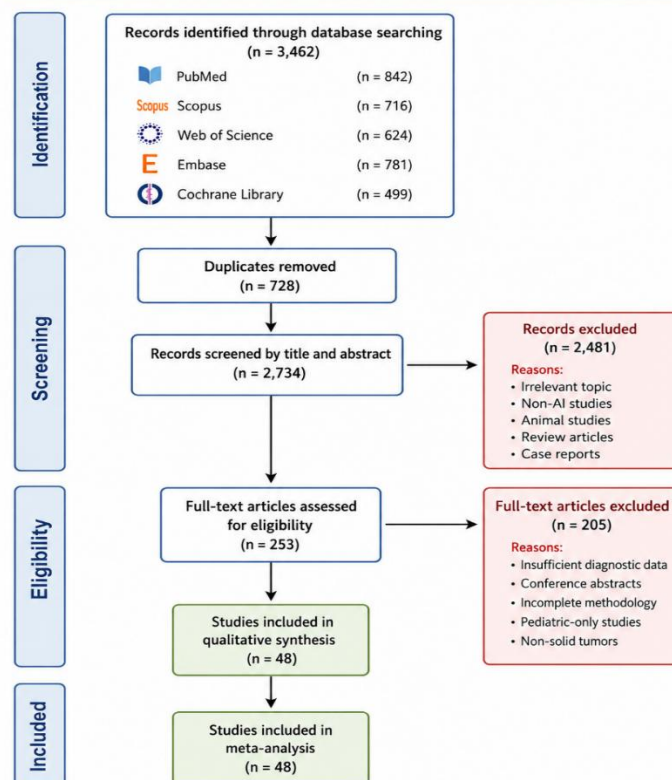 Identification
Records identified through database searching
(n = 3,462)
PubMed (n = 842)
Scopus Scopus (n = 716)
Web of Science (n = 624)
E Embase (n = 781)
Cochrane Library (n = 499)
Screening
Duplicates removed
(n = 728)
Records screened by title and abstract
(n = 2,734)
Records excluded
(n = 2,481)
Reasons:
• Irrelevant topic
• Non-AI studies
• Animal studies
• Review articles
• Case reports
Eligibility
Full-text articles assessed
for eligibility
(n = 253)
Full-text articles excluded
(n = 205)
Reasons:
• Insufficient diagnostic data
• Conference abstracts
• Incomplete methodology
• Pediatric-only studies
• Non-solid tumors
Studies included in
qualitative synthesis
(n = 48)
Included
Studies included in
meta-analysis
(n = 48)